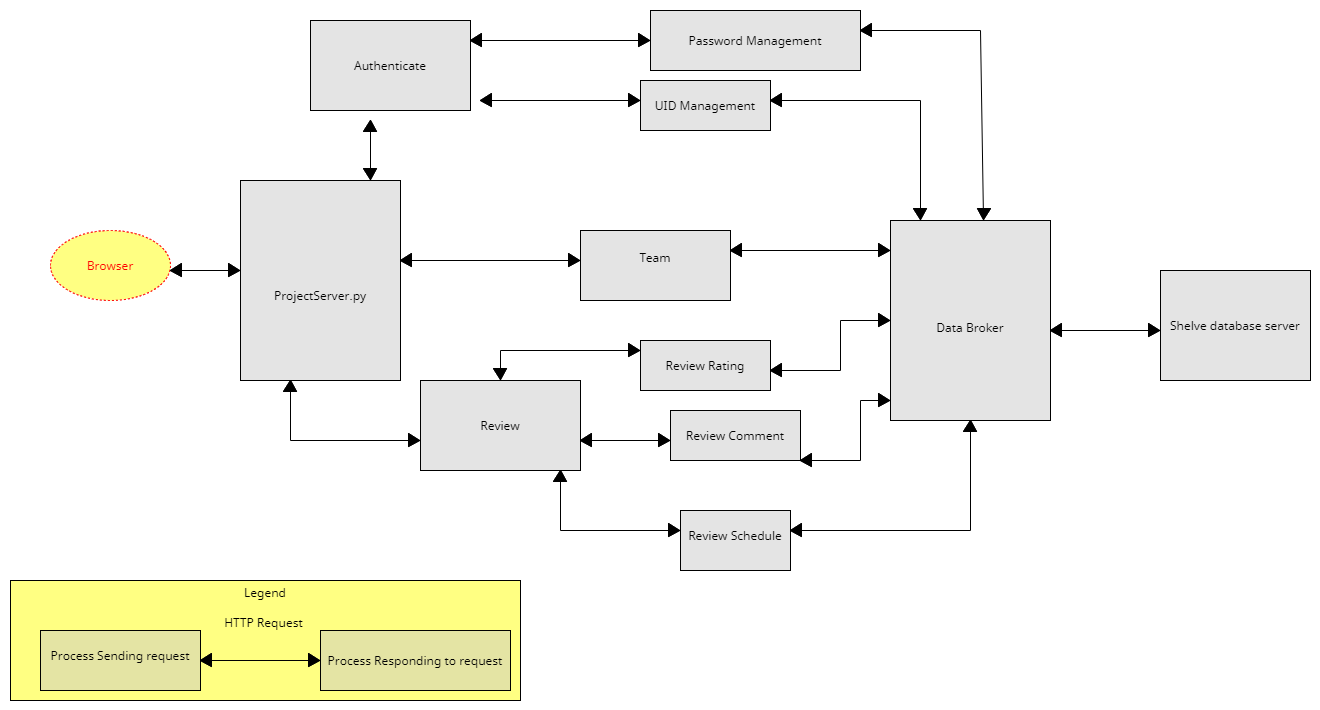 Password Management
Authenticate
UID Management
Team
Browser
ProjectServer.py
Data Broker
Shelve database server
Review Rating
Review
Review Comment
Review Schedule
Legend
HTTP Request
Process Sending request
Process Responding to request